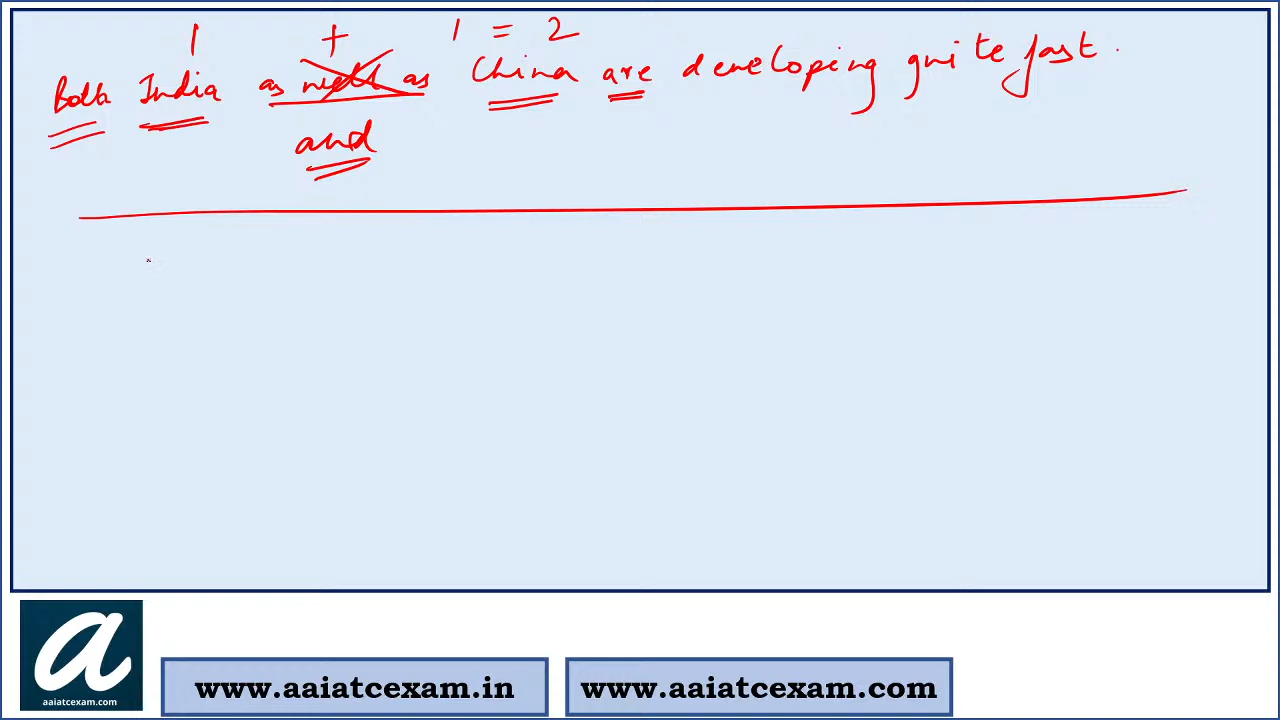 1 + 1 = 2
Both India as well as China are developing quite fast.
and
a
aaiatcexam.com
www.aaiatcexam.in
www.aaiatcexam.com